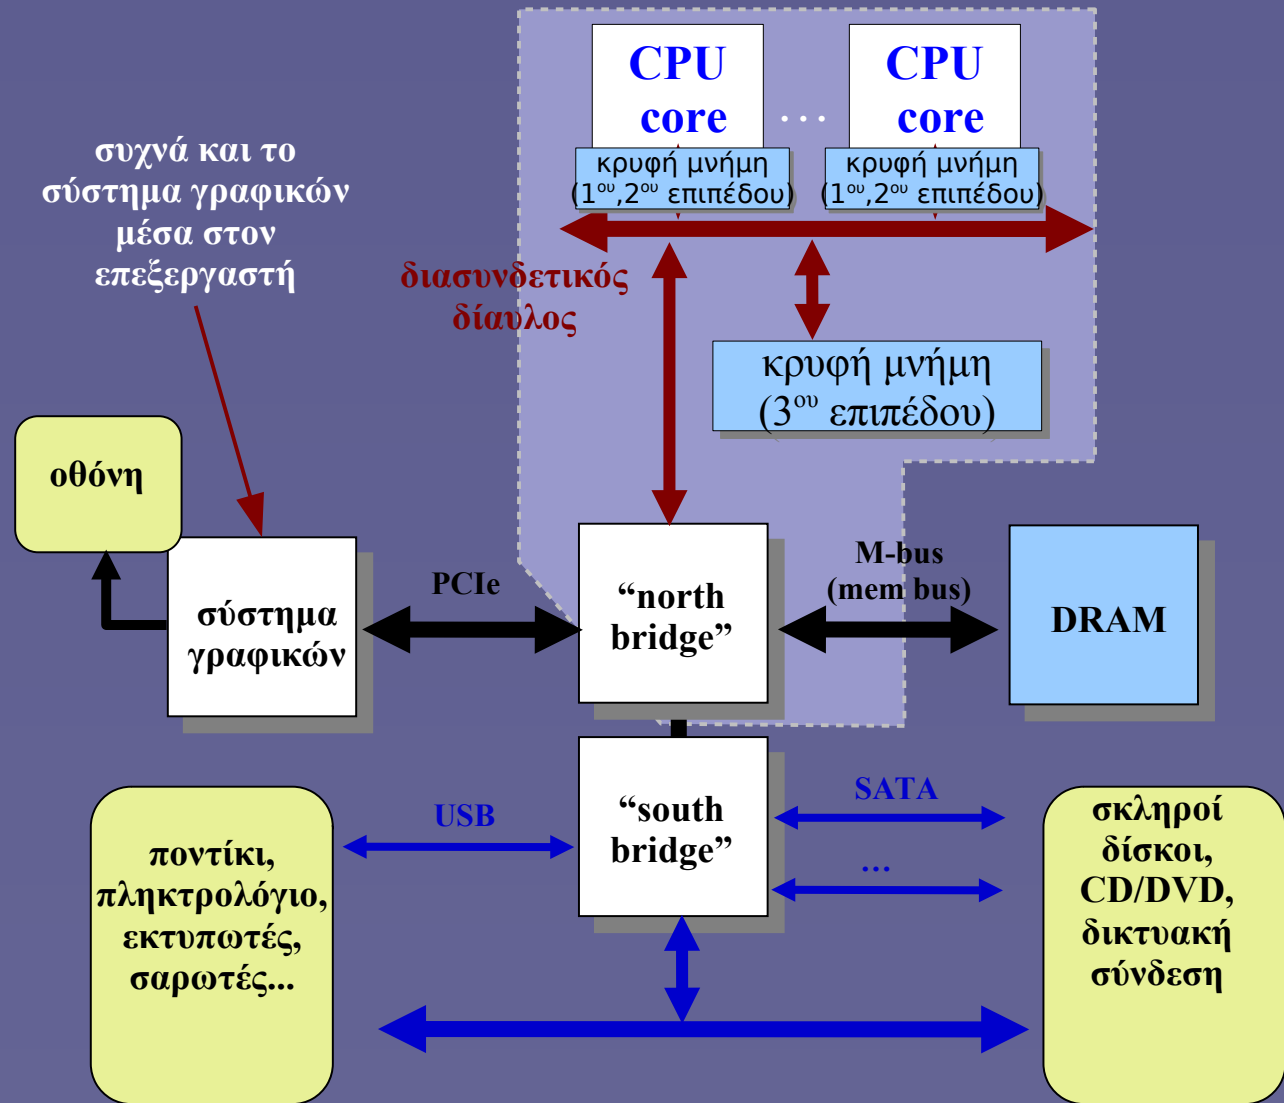 CPU
core
. . .
CPU
core
κρυφή μνήμη
(1ου,2ου επιπέδου)
κρυφή μνήμη
(1ου,2ου επιπέδου)
συχνά και το
σύστημα γραφικών
μέσα στον
επεξεργαστή
διασυνδετικός
δίαυλος
κρυφή μνήμη
(3ου επιπέδου)
οθόνη
σύστημα
γραφικών
PCIe
“north
bridge”
M-bus
(mem bus)
DRAM
“south
bridge”
USB
SATA
...
ποντίκι,
πληκτρολόγιο,
εκτυπωτές,
σαρωτές...
σκληροί
δίσκοι,
CD/DVD,
δικτυακή
σύνδεση